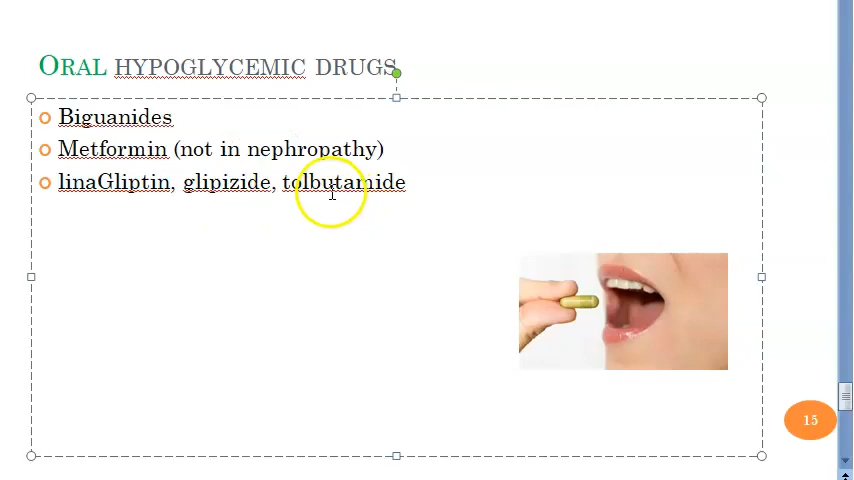 ORAL HYPOGLYCEMIC DRUGS
Biguanides
Metformin (not in nephropathy)
linaGliptin, glipizide, tolbutamide
15